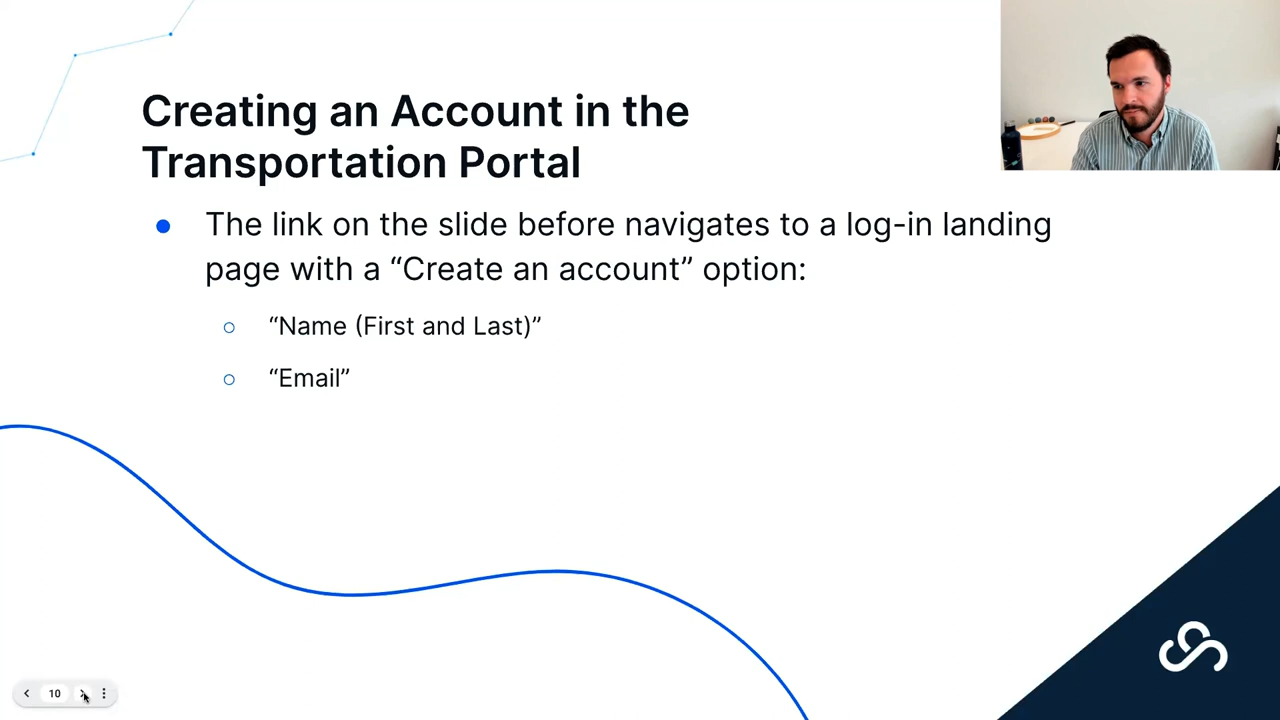 Creating an Account in the
Transportation Portal
● The link on the slide before navigates to a log-in landing
page with a “Create an account” option:
○ “Name (First and Last)”
○ “Email”
10